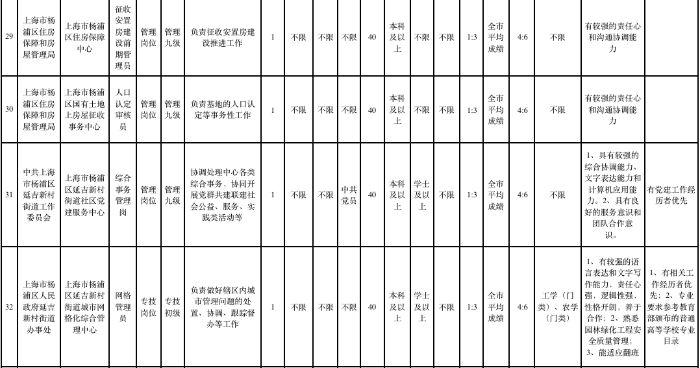 29 上海市杨浦区住房保障和房屋管理局 上海市杨浦区住房保障中心 征收安置房建设前期管理员 管理岗位 管理九级 负责征收安置房建设推进工作 1 不限 不限 不限 40 本科及以上 不限 不限 1:3 全市平均成绩 4:6 不限 有较强的责任心和沟通协调能力
30 上海市杨浦区住房保障和房屋管理局 上海市杨浦区国有土地上房屋征收事务中心 人口认定审核员 管理岗位 管理九级 负责基地的人口认定等事务性工作 1 不限 不限 不限 40 本科及以上 不限 不限 1:3 全市平均成绩 4:6 不限 有较强的责任心和沟通协调能力
31 中共上海市杨浦区延吉新村街道工作委员会 上海市杨浦区延吉新村街道社区党建服务中心 综合事务管理岗 管理岗位 管理九级 协调处理中心各类综合事务、协同开展党群共建联建社会公益、服务、实践类活动等 1 不限 不限 中共党员 40 本科及以上 学士及以上 不限 1:3 全市平均成绩 4:6 不限 1、具有较强的综合协调能力、文字表达能力和计算机应用能力。2、具有良好的服务意识和团队合作意识。 有党建工作经历者优先
32 上海市杨浦区人民政府延吉新村街道办事处 上海市杨浦区延吉新村街道城市网格化综合管理中心 网格管理员 专技岗位 专技初级 负责做好辖区内城市管理问题的处置、协调、跟踪督办等工作 1 不限 不限 不限 40 本科及以上 学士及以上 不限 1:3 全市平均成绩 4:6 工学（门类）、农学（门类） 1、有较强的语言表达和文字写作能力，责任心强，逻辑性强，性格开朗，善于合作；2、熟悉园林绿化工程安全质量管理；3、能适应翻班 1、有相关工作经历者优先；2、专业要求参考教育部颁布的普通高等学校专业目录